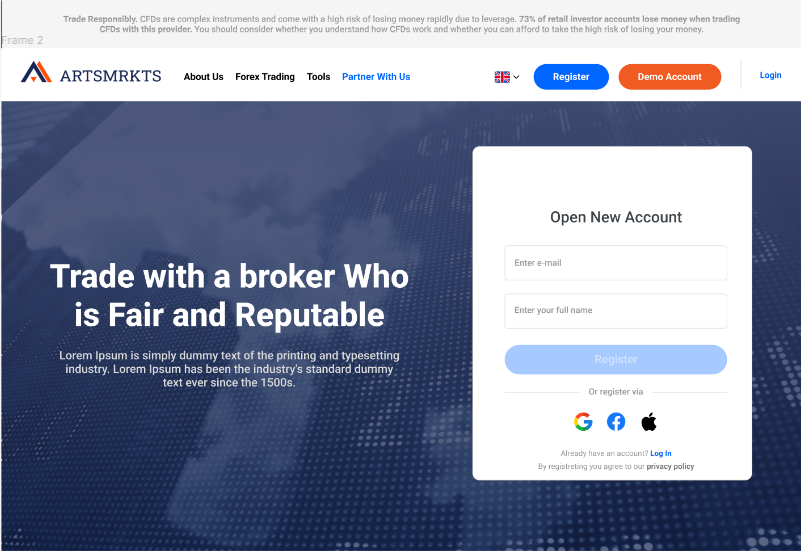 Trade Responsibly. CFDs are complex instruments and come with a high risk of losing money rapidly due to leverage. 73% of retail investor accounts lose money when trading
CFDs with this provider. You should consider whether you understand how CFDs work and whether you can afford to take the high risk of losing your money.
Frame 2
ARTSMRKTS
About Us
Forex Trading
Tools
Partner With Us
Register
Demo Account
Login
Trade with a broker Who
is Fair and Reputable
Lorem Ipsum is simply dummy text of the printing and typesetting
industry. Lorem Ipsum has been the industry's standard dummy
text ever since the 1500s.
Open New Account
Enter e-mail
Enter your full name
Register
Or register via
Already have an account? Log In
By registreting you agree to our privacy policy